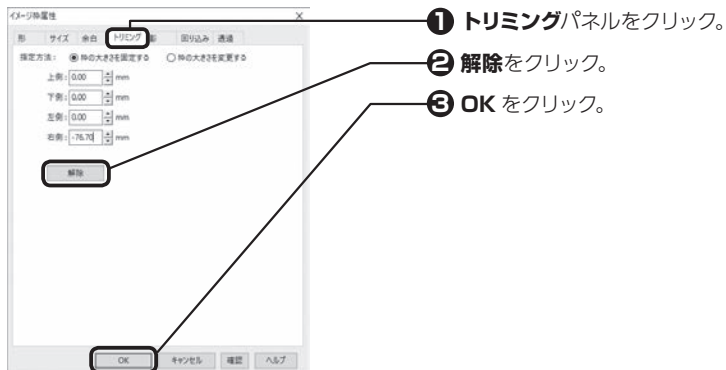 イメージ枠属性
形 サイズ 余白 トリミング 影 回り込み 透過
指定方法： 枠の大きさを固定する 枠の大きさを変更する
上側： 0.00 mm
下側： 0.00 mm
左側： 0.00 mm
右側： -76.70 mm
解除
OK キャンセル 確認 ヘルプ
❶ トリミングパネルをクリック。
❷ 解除をクリック。
❸ OK をクリック。